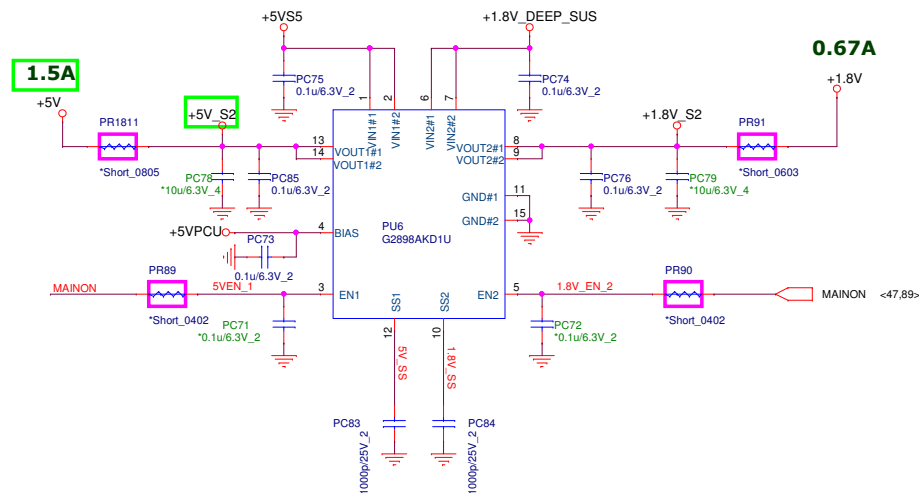 +5VS5
+1.8V_DEEP_SUS
0.67A
1.5A
+1.8V
+5V
PC75
0.1u/6.3V_2
PC74
0.1u/6.3V_2
1
2
6
7
+5V_S2
+1.8V_S2
PR1811
PR91
VIN1#1
VIN1#2
VIN2#1
VIN2#2
13
14
VOUT1#1
VOUT1#2
VOUT2#1
VOUT2#2
8
9
*Short_0805
*Short_0603
PC78
*10u/6.3V_4
PC85
0.1u/6.3V_2
PC76
0.1u/6.3V_2
PC79
*10u/6.3V_4
GND#1
11
GND#2
15
PU6
G2898AKD1U
+5VPCU
4
BIAS
PC73
0.1u/6.3V_2
MAINON
PR89
5VEN_1
3
EN1
SS1
SS2
EN2
5
1.8V_EN_2
PR90
MAINON
<47,89>
*Short_0402
*Short_0402
PC71
*0.1u/6.3V_2
PC72
*0.1u/6.3V_2
12
10
5V_SS
1.8V_SS
PC83
1000p/25V_2
PC84
1000p/25V_2